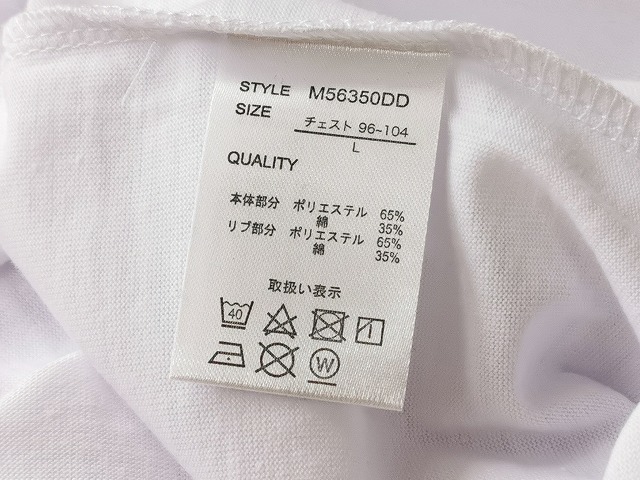 STYLE M56350DD
SIZE チェスト 96~104
L
QUALITY
本体部分 ポリエステル 65%
綿 35%
リブ部分 ポリエステル 65%
綿 35%
取扱い表示
40
W